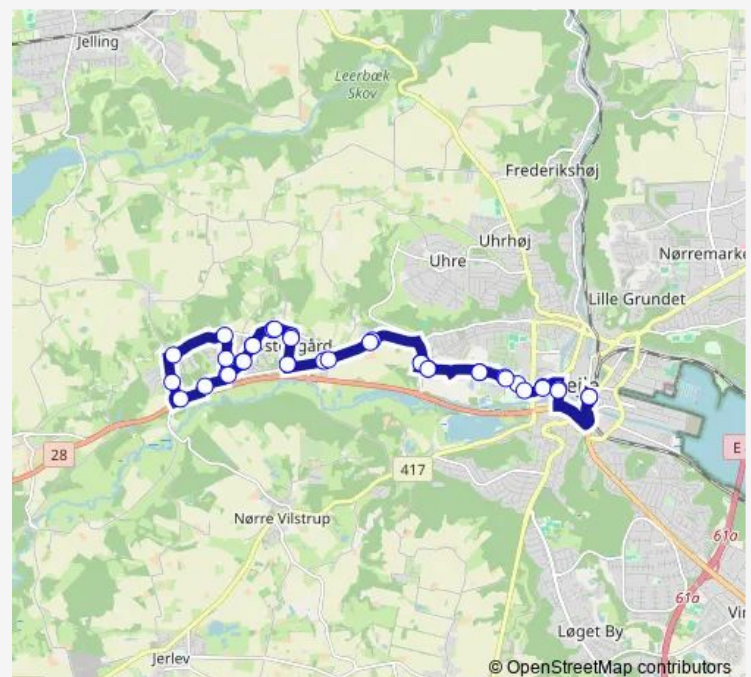 Jelling
Leerbæk
Skov
Frederikshøj
Uhrhøj
Uhre
Nørremarke
Lille Grundet
28
417
E
Nørre Vilstrup
61a
61a
Løget By
Jerlev
© OpenStreetMap contributors